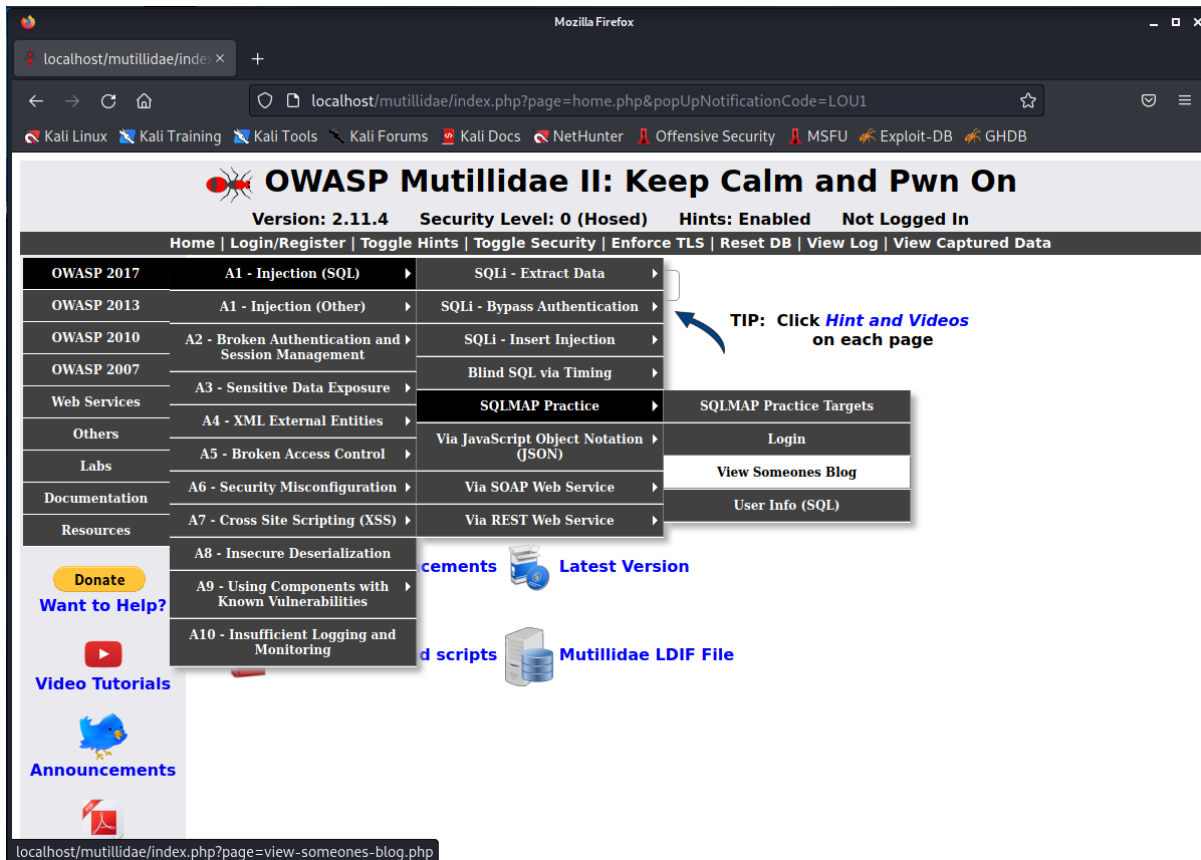 Mozilla Firefox
localhost/mutillidae/inde
localhost/mutillidae/index.php?page=home.php&popUpNotificationCode=LOU1
Kali Linux Kali Training Kali Tools Kali Forums Kali Docs NetHunter Offensive Security MSFU Exploit-DB GHDB
OWASP Mutillidae II: Keep Calm and Pwn On
Version: 2.11.4 Security Level: 0 (Hosed) Hints: Enabled Not Logged In
Home | Login/Register | Toggle Hints | Toggle Security | Enforce TLS | Reset DB | View Log | View Captured Data
OWASP 2017
OWASP 2013
OWASP 2010
OWASP 2007
Web Services
Others
Labs
Documentation
Resources
A1 - Injection (SQL)
A1 - Injection (Other)
A2 - Broken Authentication and
Session Management
A3 - Sensitive Data Exposure
A4 - XML External Entities
A5 - Broken Access Control
A6 - Security Misconfiguration
A7 - Cross Site Scripting (XSS)
A8 - Insecure Deserialization
A9 - Using Components with
Known Vulnerabilities
A10 - Insufficient Logging and
Monitoring
SQLi - Extract Data
SQLi - Bypass Authentication
SQLi - Insert Injection
Blind SQL via Timing
SQLMAP Practice
Via JavaScript Object Notation
(JSON)
Via SOAP Web Service
Via REST Web Service
SQLMAP Practice Targets
Login
View Someones Blog
User Info (SQL)
TIP: Click Hint and Videos
on each page
cements
Latest Version
d scripts
Mutillidae LDIF File
Donate
Want to Help?
Video Tutorials
Announcements
PDF
localhost/mutillidae/index.php?page=view-someones-blog.php